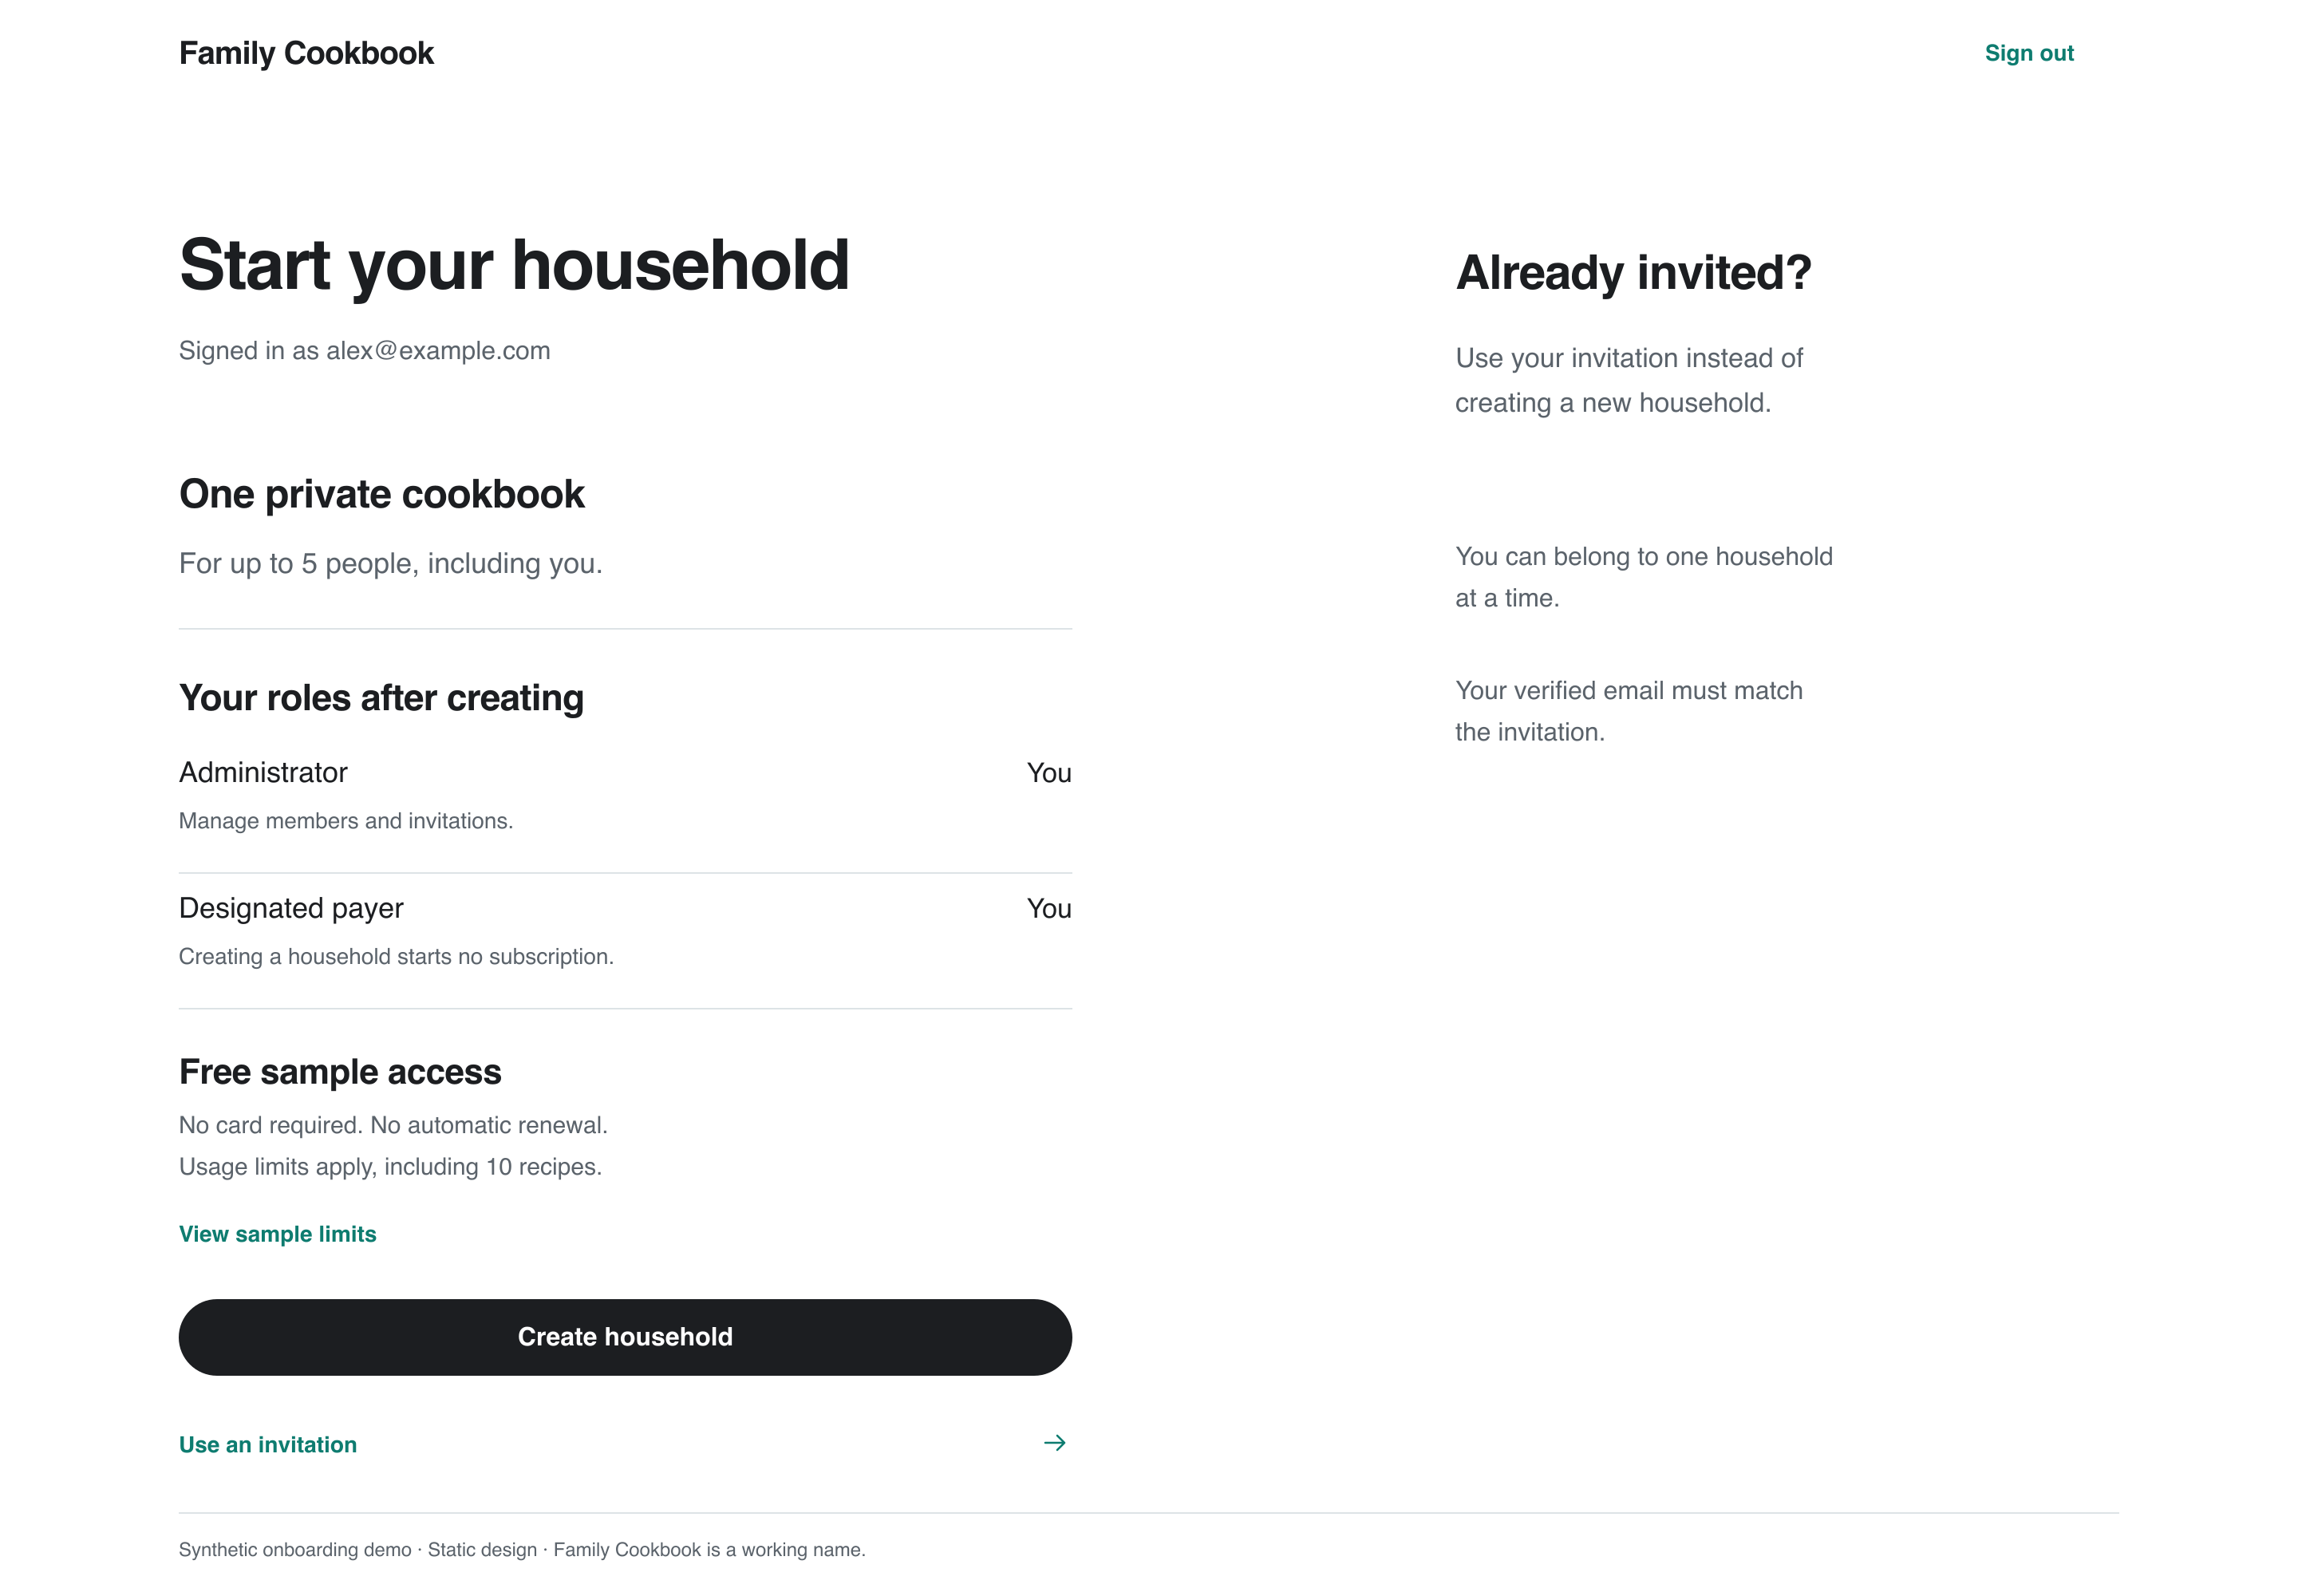 Family Cookbook
Sign out
Start your household
Signed in as alex@example.com
One private cookbook
For up to 5 people, including you.
Your roles after creating
Administrator
You
Manage members and invitations.
Designated payer
You
Creating a household starts no subscription.
Free sample access
No card required. No automatic renewal.
Usage limits apply, including 10 recipes.
View sample limits
Create household
Use an invitation
Already invited?
Use your invitation instead of
creating a new household.
You can belong to one household
at a time.
Your verified email must match
the invitation.
Synthetic onboarding demo · Static design · Family Cookbook is a working name.